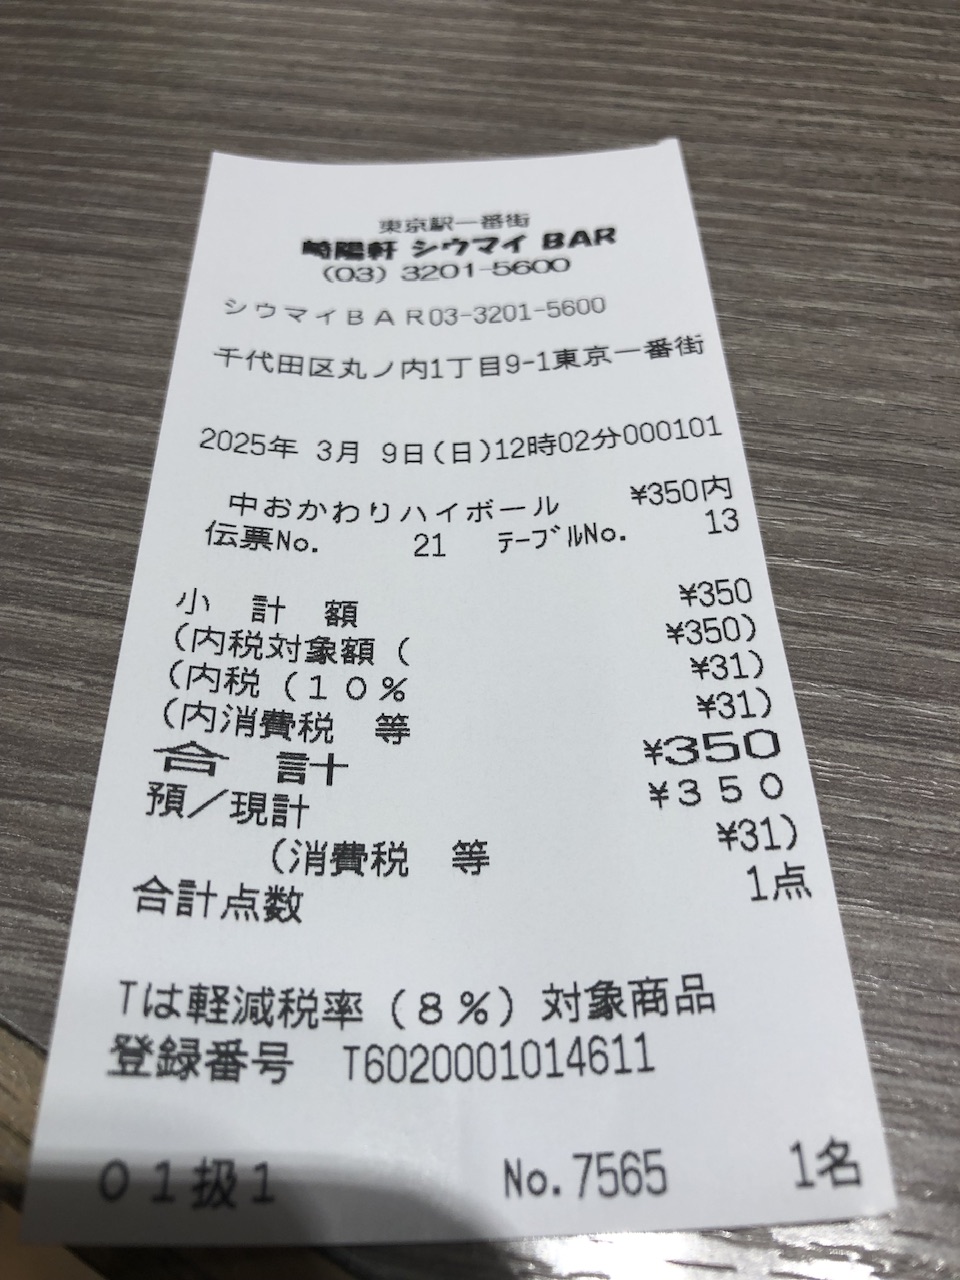 東京駅一番街
崎陽軒 シウマイ BAR
(03) 3201-5600
シウマイＢＡＲ03-3201-5600
千代田区丸ノ内1丁目9-1東京一番街
2025年 3月 9日(日)12時02分000101
中おかわりハイボール ¥350内
伝票No. 21 ﾃｰﾌﾞﾙNo. 13
小 計 額 ¥350
(内税対象額 ( ¥350)
(内税 (１０% ¥31)
(内消費税 等 ¥31)
合 計 ¥350
預／現計 ¥３５０
(消費税 等 ¥31)
合計点数 1点
Tは軽減税率（８％）対象商品
登録番号 T6020001014611
０１扱1 No.7565 1名